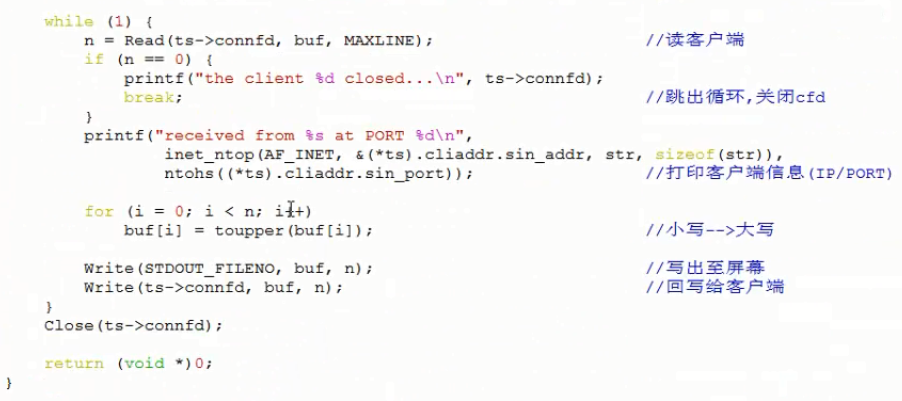 while (1) {
n = Read(ts->connfd, buf, MAXLINE); //读客户端
if (n == 0) {
printf("the client %d closed...\n", ts->connfd);
break; //跳出循环,关闭cfd
}
printf("received from %s at PORT %d\n",
inet_ntop(AF_INET, &(*ts).cliaddr.sin_addr, str, sizeof(str)),
ntohs((*ts).cliaddr.sin_port)); //打印客户端信息(IP/PORT)
for (i = 0; i < n; i++)
buf[i] = toupper(buf[i]); //小写-->大写
Write(STDOUT_FILENO, buf, n); //写出至屏幕
Write(ts->connfd, buf, n); //回写给客户端
}
Close(ts->connfd);
return (void *)0;
}